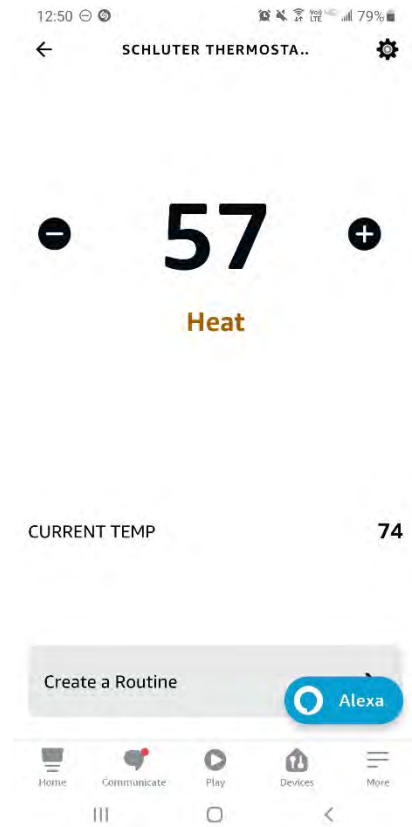 12:50 79%
SCHLUTER THERMOSTA..
57
Heat
CURRENT TEMP 74
Create a Routine
Alexa
Home Communicate Play Devices More